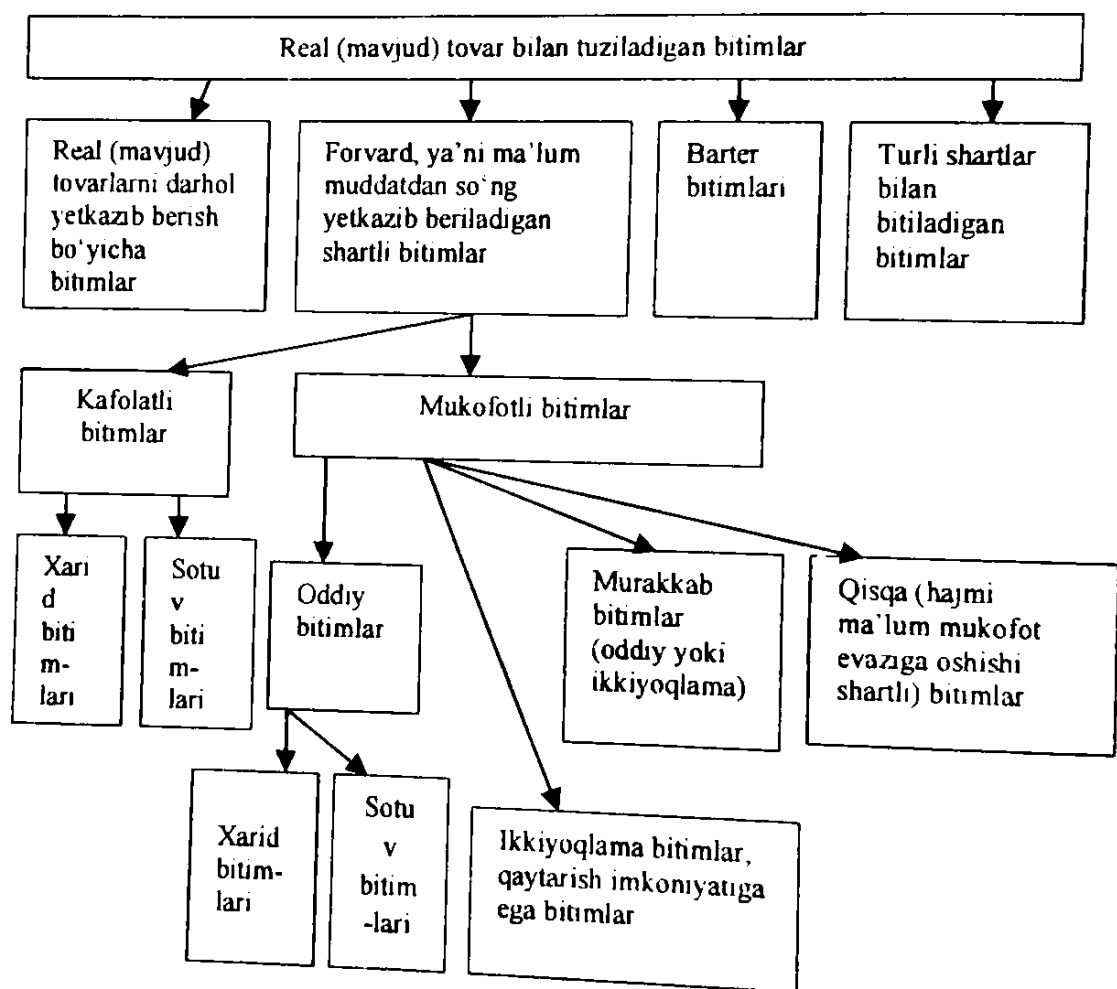 Real (mavjud) tovar bilan tuziladigan bitimlar
Real (mavjud)
tovarlarni darhol
yetkazib berish
bo‘yicha
bitimlar
Forvard, ya’ni ma’lum
muddatdan so‘ng
yetkazib beriladigan
shartli bitimlar
Barter
bitimlari
Turli shartlar
bilan
bitiladigan
bitimlar
Kafolatli
bitimlar
Mukofotli bitimlar
Xari
d
biti
m-
lari
Sotu
v
biti
m-
lari
Oddiy
bitimlar
Murakkab
bitimlar
(oddiy yoki
ikkiyoqlama)
Qisqa (hajmi
ma’lum mukofot
evaziga oshishi
shartli) bitimlar
Xarid
bitim-
lari
Sotu
v
bitim
-lari
Ikkiyoqlama bitimlar,
qaytarish imkoniyatiga
ega bitimlar